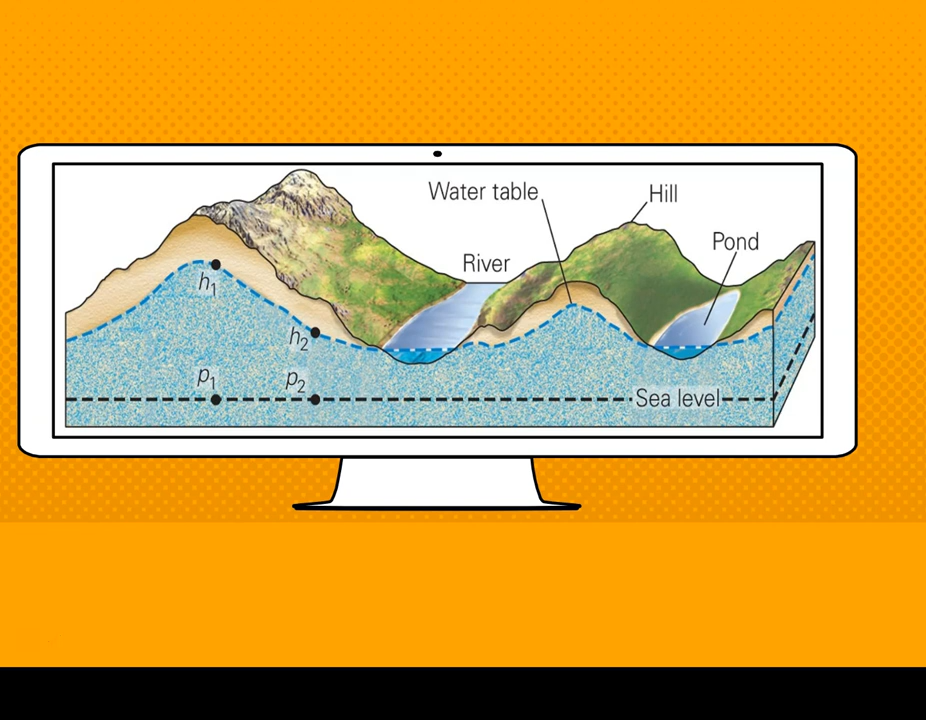 Water table
Hill
Pond
River
h1
h2
p1
p2
Sea level